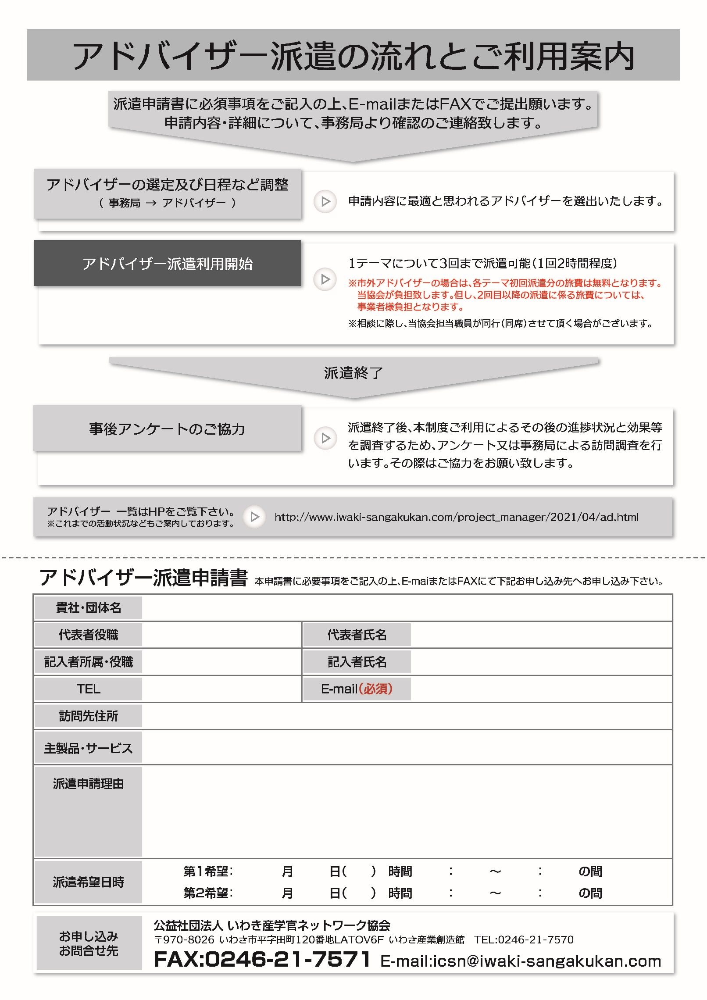 アドバイザー派遣の流れとご利用案内
派遣申請書に必須事項をご記入の上、E-mailまたはFAXでご提出願います。
申請内容・詳細について、事務局より確認のご連絡致します。
アドバイザーの選定及び日程など調整
（ 事務局 → アドバイザー ）
申請内容に最適と思われるアドバイザーを選出いたします。
アドバイザー派遣利用開始
1テーマについて3回まで派遣可能（1回2時間程度）
※市外アドバイザーの場合は、各テーマ初回派遣分の旅費は無料となります。
当協会が負担致します。但し、2回目以降の派遣に係る旅費については、
事業者様負担となります。
※相談に際し、当協会担当職員が同行（同席）させて頂く場合がございます。
派遣終了
事後アンケートのご協力
派遣終了後、本制度ご利用によるその後の進捗状況と効果等
を調査するため、アンケート又は事務局による訪問調査を行
います。その際はご協力をお願い致します。
アドバイザー 一覧はHPをご覧下さい。
※これまでの活動状況などもご案内しております。
http://www.iwaki-sangakukan.com/project_manager/2021/04/ad.html
アドバイザー派遣申請書 本申請書に必要事項をご記入の上、E-maiまたはFAXにて下記お申し込み先へお申し込み下さい。
貴社・団体名
代表者役職 代表者氏名
記入者所属・役職 記入者氏名
TEL E-mail（必須）
訪問先住所
主製品・サービス
派遣申請理由
派遣希望日時
第1希望： 月 日（ ） 時間 ： ～ ： の間
第2希望： 月 日（ ） 時間 ： ～ ： の間
お申し込み
お問合せ先
公益社団法人 いわき産学官ネットワーク協会
〒970-8026 いわき市平字田町120番地LATOV6F いわき産業創造館 TEL:0246-21-7570
FAX:0246-21-7571 E-mail:icsn@iwaki-sangakukan.com